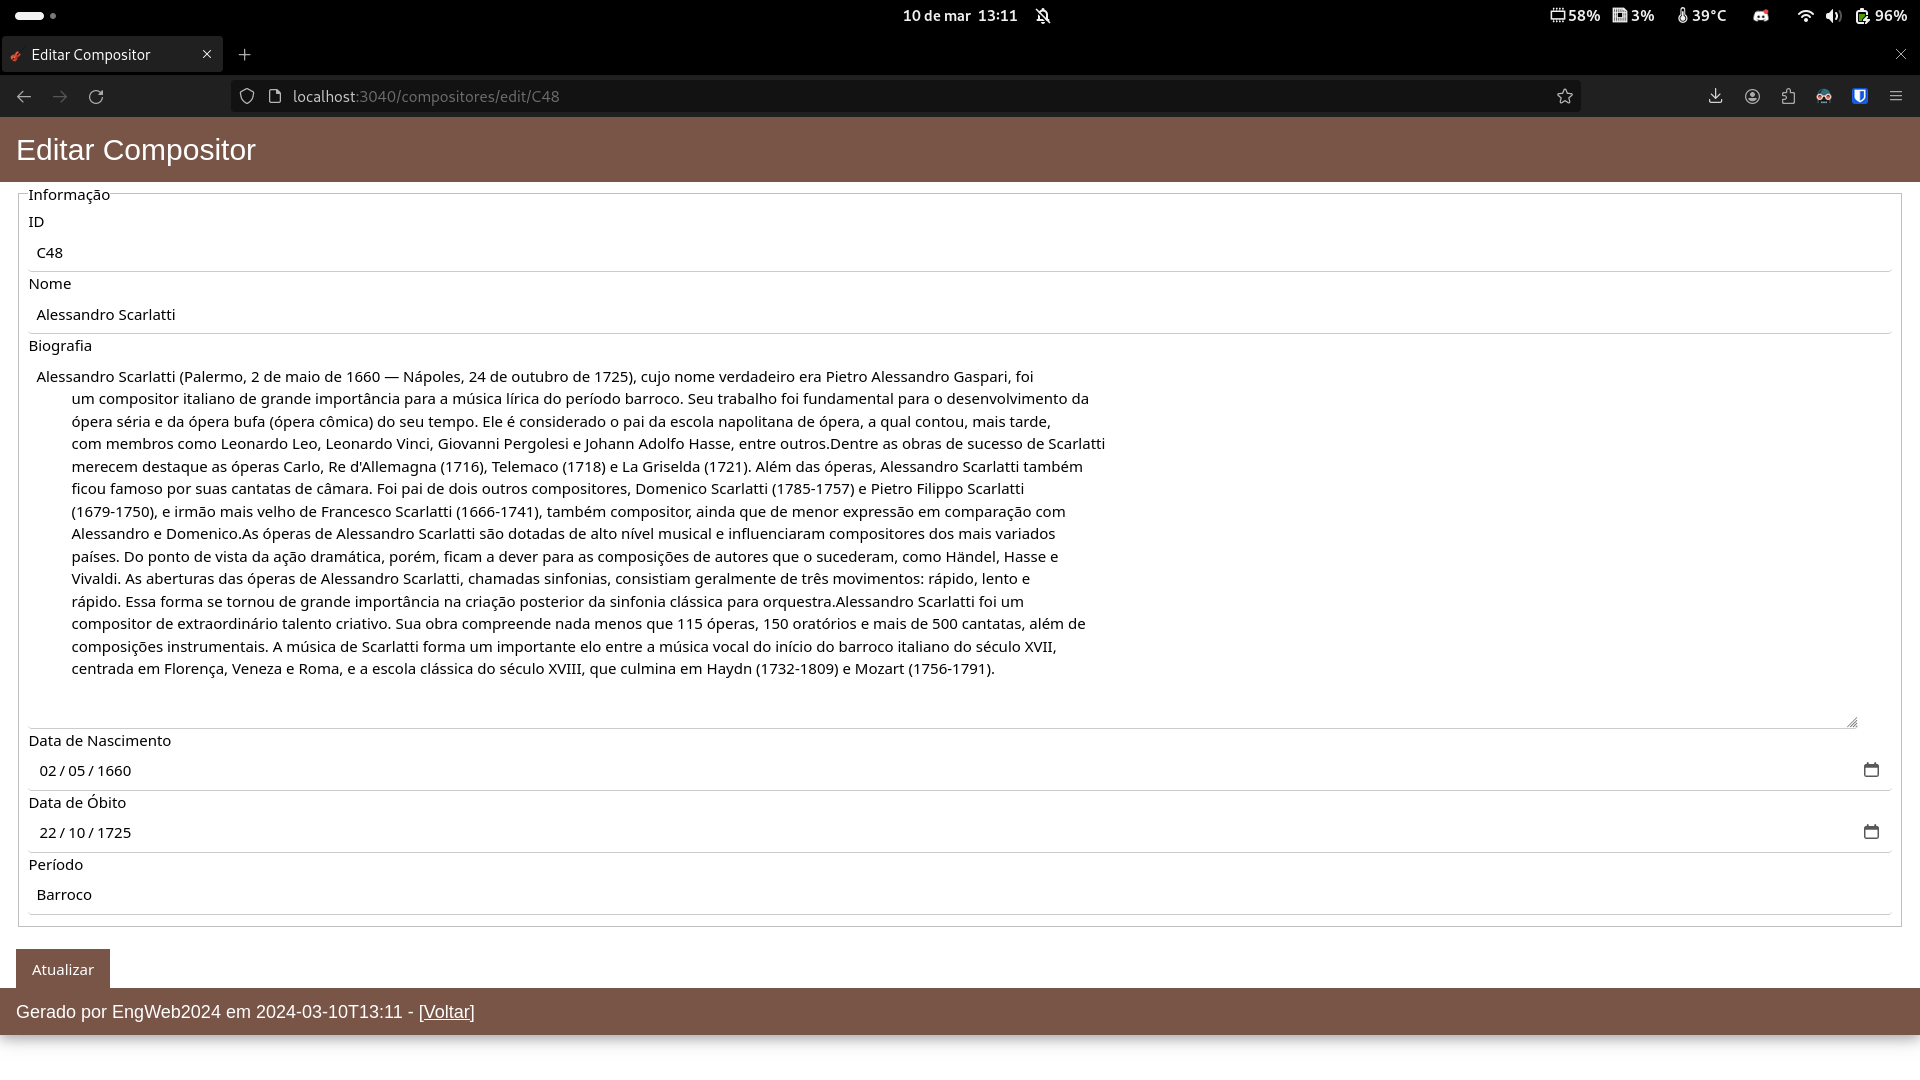 10 de mar 13:11
58% 3% 39°C 96%
Editar Compositor
localhost:3040/compositores/edit/C48
Editar Compositor
Informação
ID
C48
Nome
Alessandro Scarlatti
Biografia
Alessandro Scarlatti (Palermo, 2 de maio de 1660 — Nápoles, 24 de outubro de 1725), cujo nome verdadeiro era Pietro Alessandro Gaspari, foi
um compositor italiano de grande importância para a música lírica do período barroco. Seu trabalho foi fundamental para o desenvolvimento da
ópera séria e da ópera bufa (ópera cômica) do seu tempo. Ele é considerado o pai da escola napolitana de ópera, a qual contou, mais tarde,
com membros como Leonardo Leo, Leonardo Vinci, Giovanni Pergolesi e Johann Adolfo Hasse, entre outros.Dentre as obras de sucesso de Scarlatti
merecem destaque as óperas Carlo, Re d'Allemagna (1716), Telemaco (1718) e La Griselda (1721). Além das óperas, Alessandro Scarlatti também
ficou famoso por suas cantatas de câmara. Foi pai de dois outros compositores, Domenico Scarlatti (1785-1757) e Pietro Filippo Scarlatti
(1679-1750), e irmão mais velho de Francesco Scarlatti (1666-1741), também compositor, ainda que de menor expressão em comparação com
Alessandro e Domenico.As óperas de Alessandro Scarlatti são dotadas de alto nível musical e influenciaram compositores dos mais variados
países. Do ponto de vista da ação dramática, porém, ficam a dever para as composições de autores que o sucederam, como Händel, Hasse e
Vivaldi. As aberturas das óperas de Alessandro Scarlatti, chamadas sinfonias, consistiam geralmente de três movimentos: rápido, lento e
rápido. Essa forma se tornou de grande importância na criação posterior da sinfonia clássica para orquestra.Alessandro Scarlatti foi um
compositor de extraordinário talento criativo. Sua obra compreende nada menos que 115 óperas, 150 oratórios e mais de 500 cantatas, além de
composições instrumentais. A música de Scarlatti forma um importante elo entre a música vocal do início do barroco italiano do século XVII,
centrada em Florença, Veneza e Roma, e a escola clássica do século XVIII, que culmina em Haydn (1732-1809) e Mozart (1756-1791).
Data de Nascimento
02 / 05 / 1660
Data de Óbito
22 / 10 / 1725
Período
Barroco
Atualizar
Gerado por EngWeb2024 em 2024-03-10T13:11 - [Voltar]